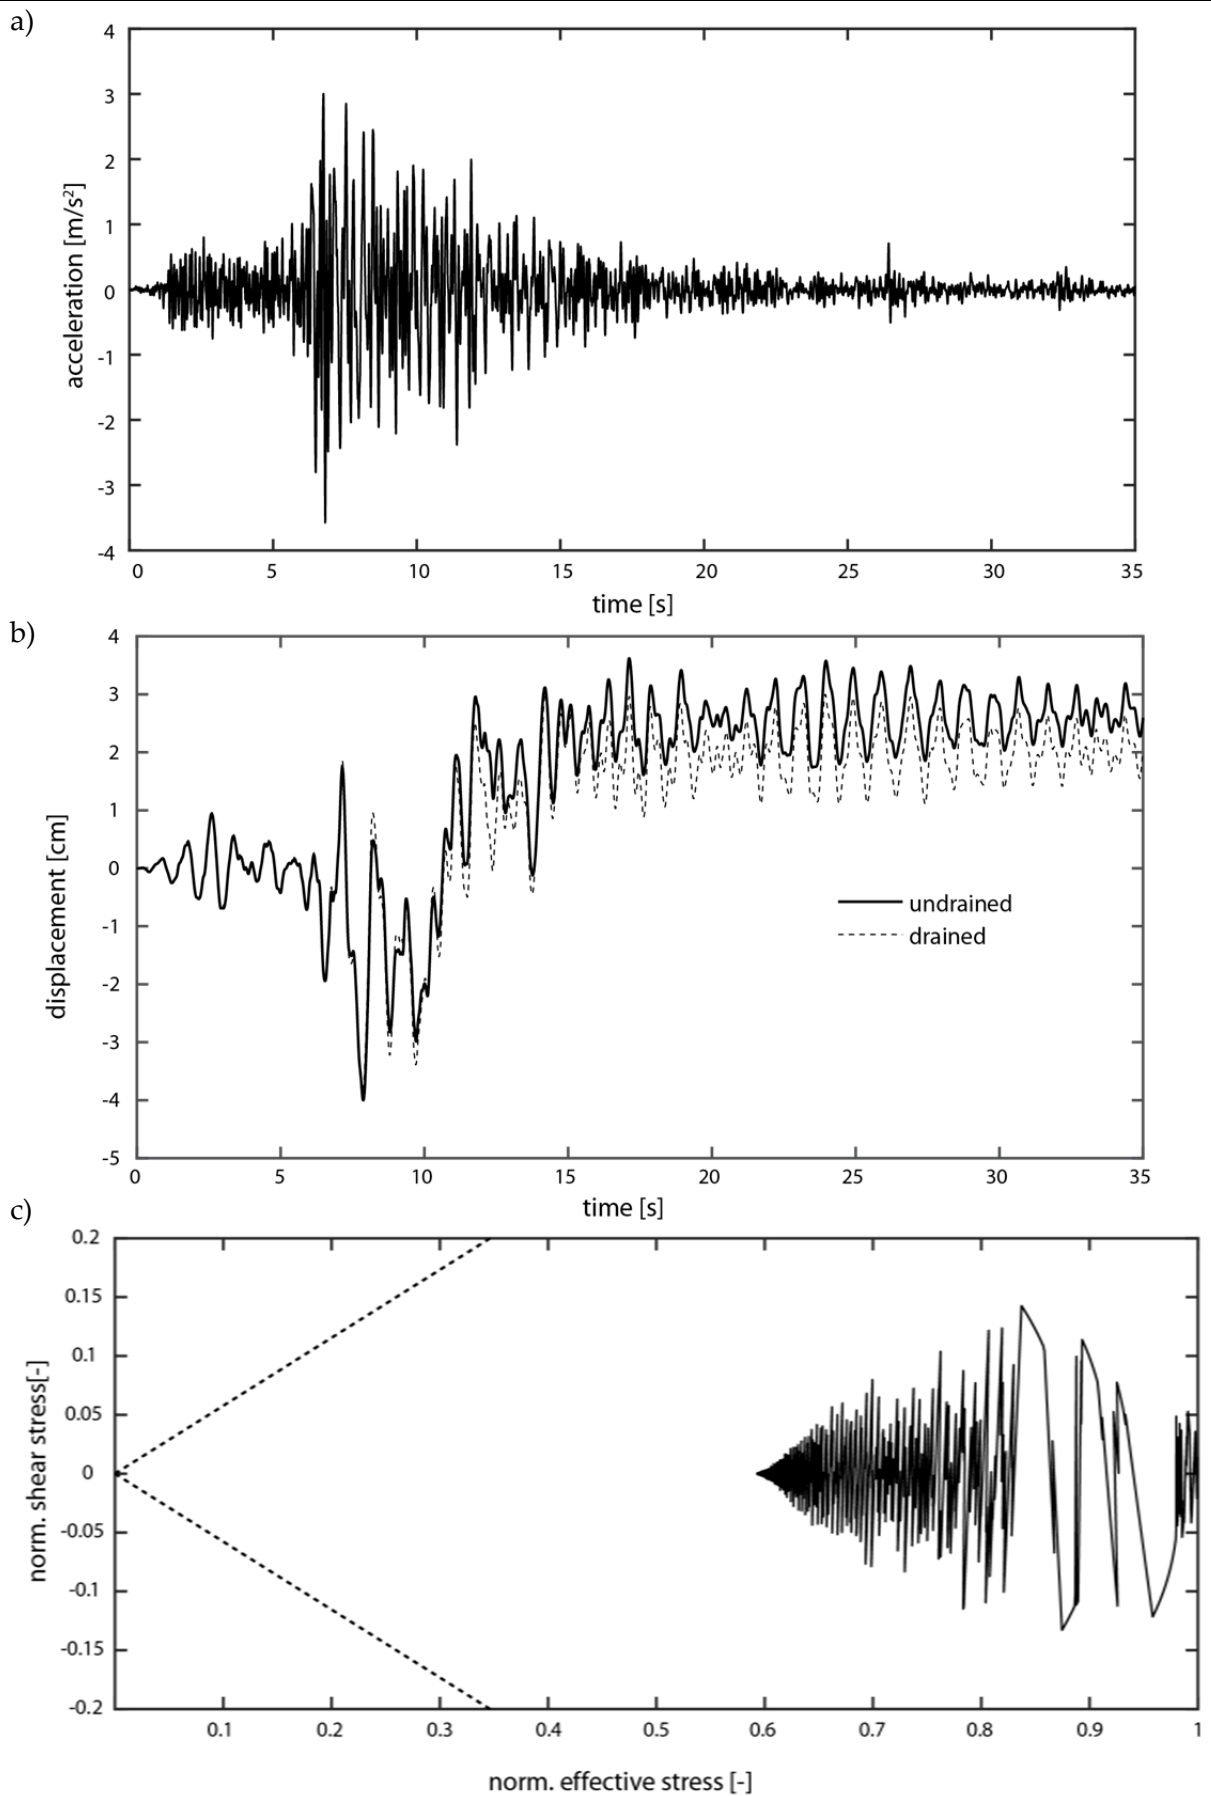 a)
4
3
2
1
0
-1
-2
-3
-4
acceleration [m/s²]
0 5 10 15 20 25 30 35
time [s]
b)
4
3
2
1
0
-1
-2
-3
-4
-5
displacement [cm]
undrained
drained
0 5 10 15 20 25 30 35
time [s]
c)
0.2
0.15
0.1
0.05
0
-0.05
-0.1
-0.15
-0.2
norm. shear stress[-]
0.1 0.2 0.3 0.4 0.5 0.6 0.7 0.8 0.9 1
norm. effective stress [-]